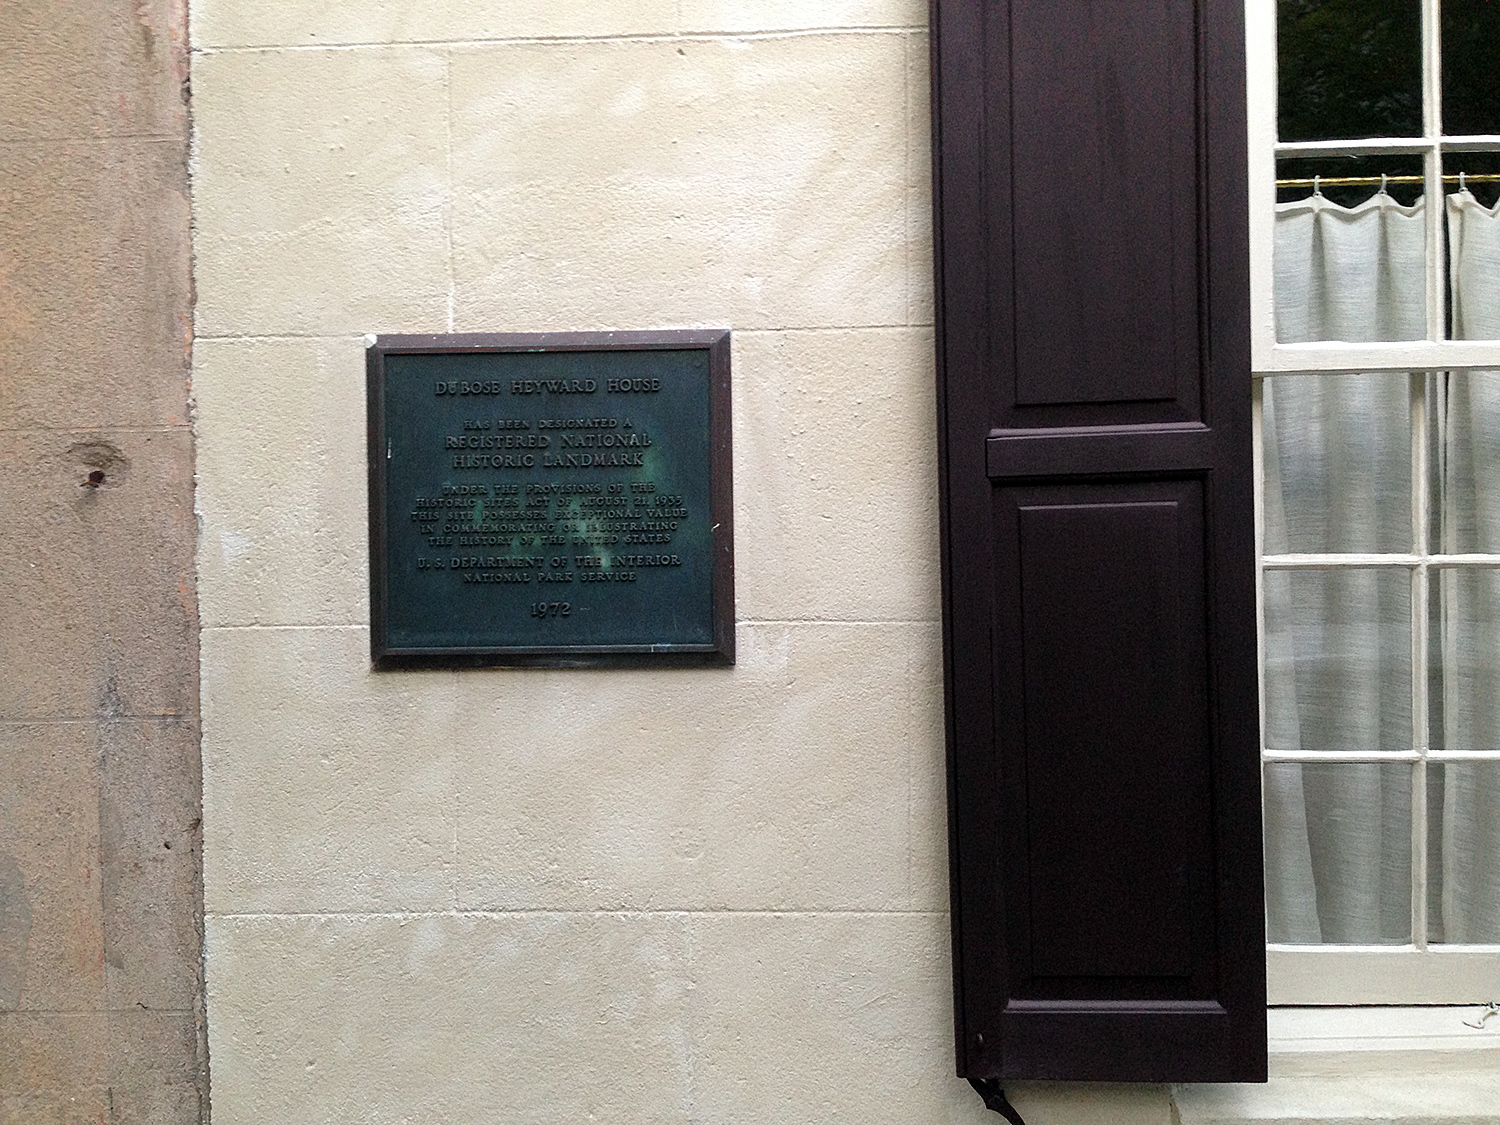 DUBOSE HEYWARD HOUSE
HAS BEEN DESIGNATED A
REGISTERED NATIONAL
HISTORIC LANDMARK
UNDER THE PROVISIONS OF THE
HISTORIC SITES ACT OF AUGUST 21, 1935
THIS SITE POSSESSES EXCEPTIONAL VALUE
IN COMMEMORATING OR ILLUSTRATING
THE HISTORY OF THE UNITED STATES
U. S. DEPARTMENT OF THE INTERIOR
NATIONAL PARK SERVICE
1972